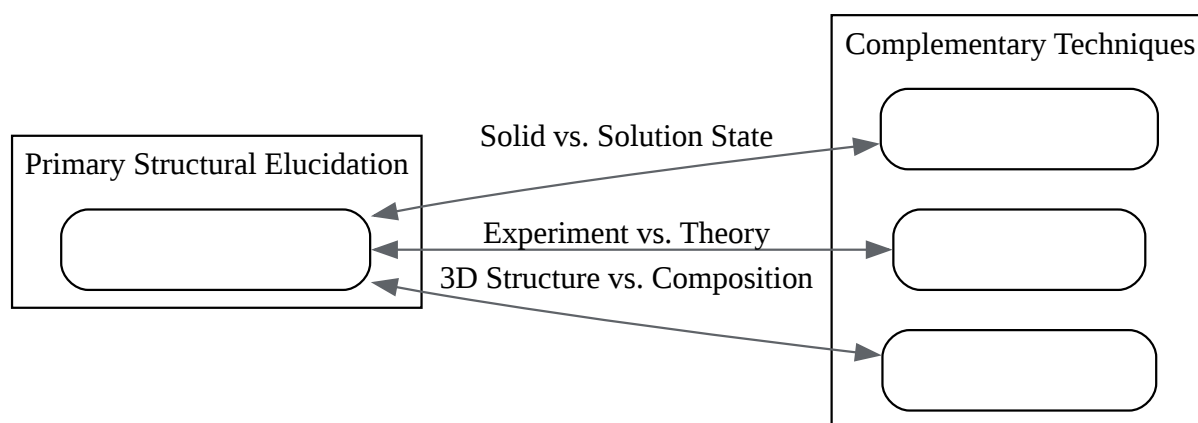 Complementary Techniques
Solid vs. Solution State
Primary Structural Elucidation
Experiment vs. Theory
3D Structure vs. Composition